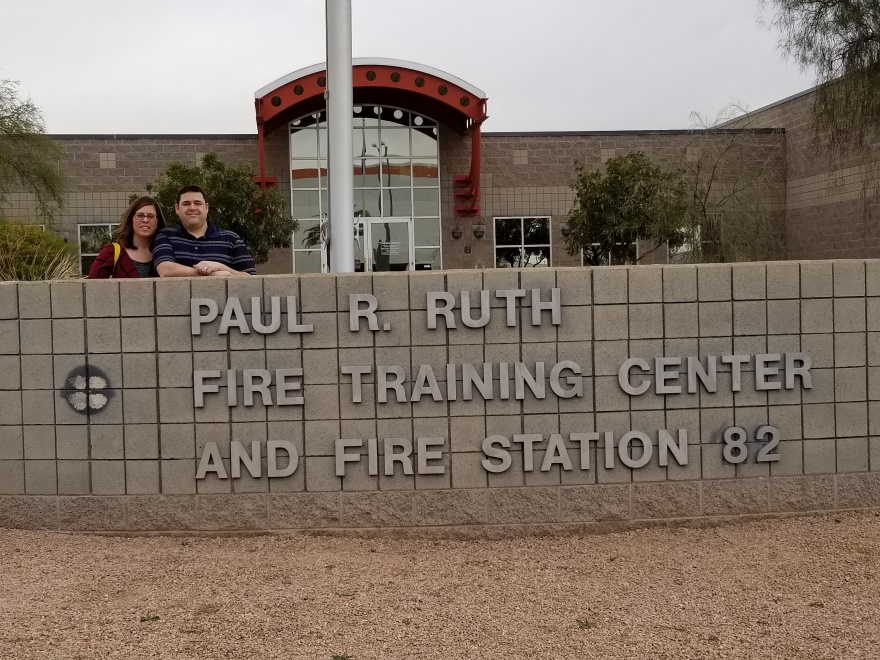 PAUL R. RUTH
FIRE TRAINING CENTER
AND FIRE STATION 82